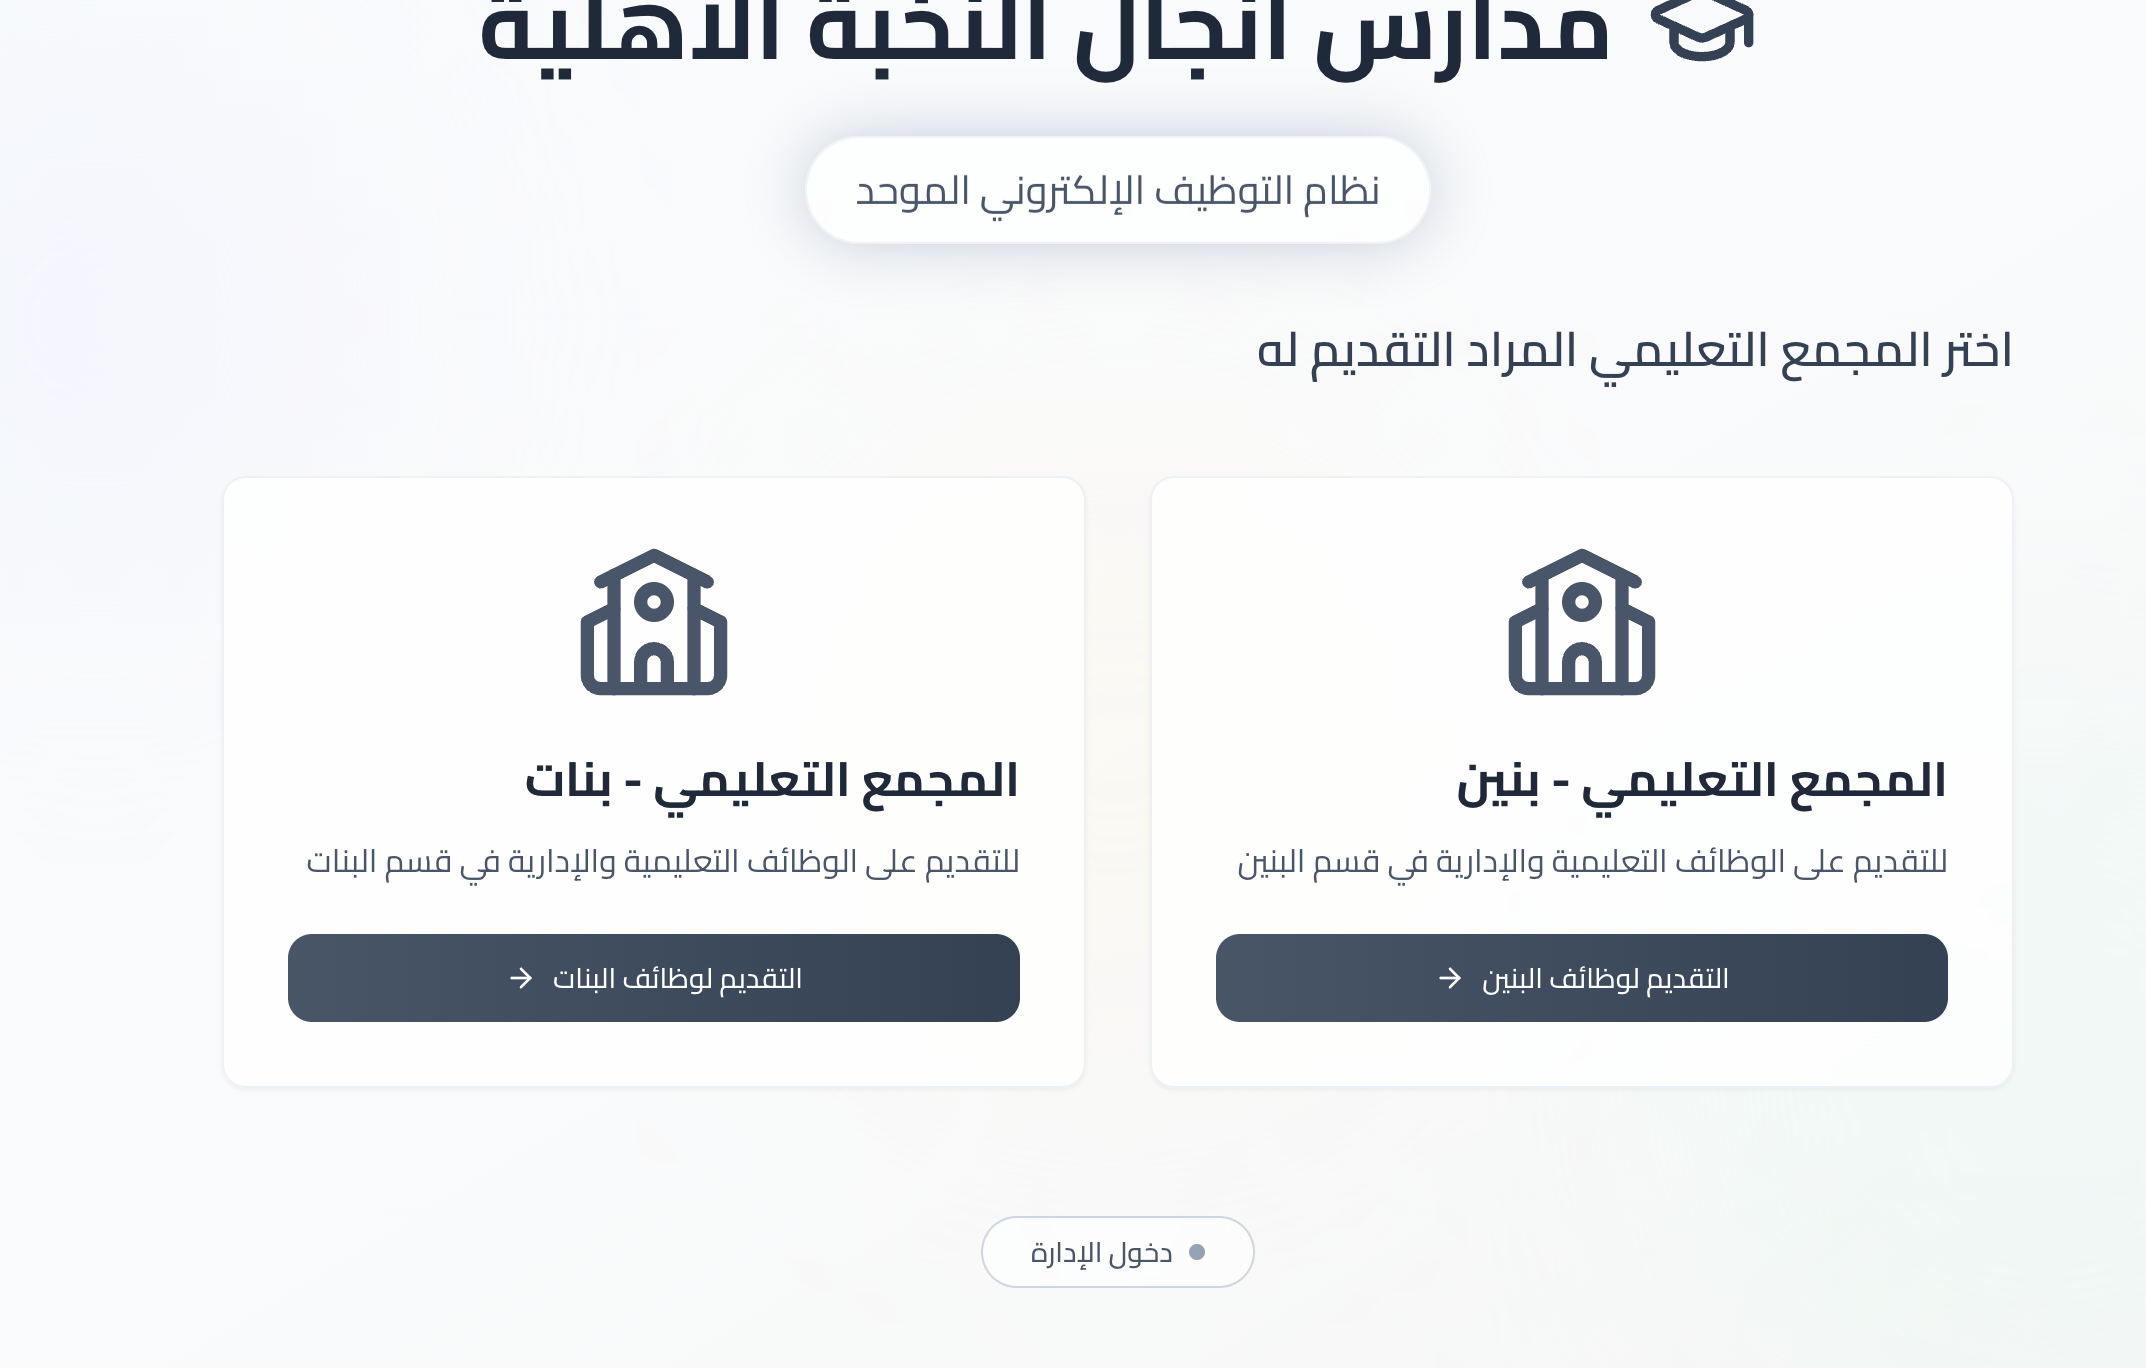 مدارس انجال النخبة الاهلية
نظام التوظيف الإلكتروني الموحد
اختر المجمع التعليمي المراد التقديم له
المجمع التعليمي - بنين
للتقديم على الوظائف التعليمية والإدارية في قسم البنين
التقديم لوظائف البنين
المجمع التعليمي - بنات
للتقديم على الوظائف التعليمية والإدارية في قسم البنات
التقديم لوظائف البنات
دخول الإدارة